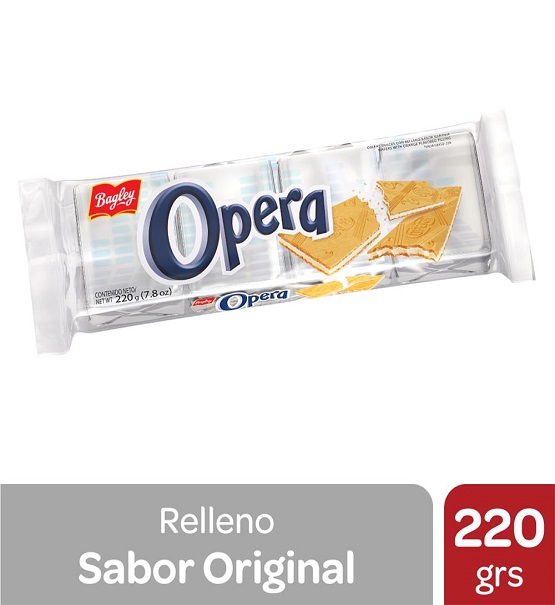 Bagley
Opera
CONTENIDO NETO/
NET WT. 220 g (7.8 oz)
Bagley
Opera
Relleno
Sabor Original
220
grs